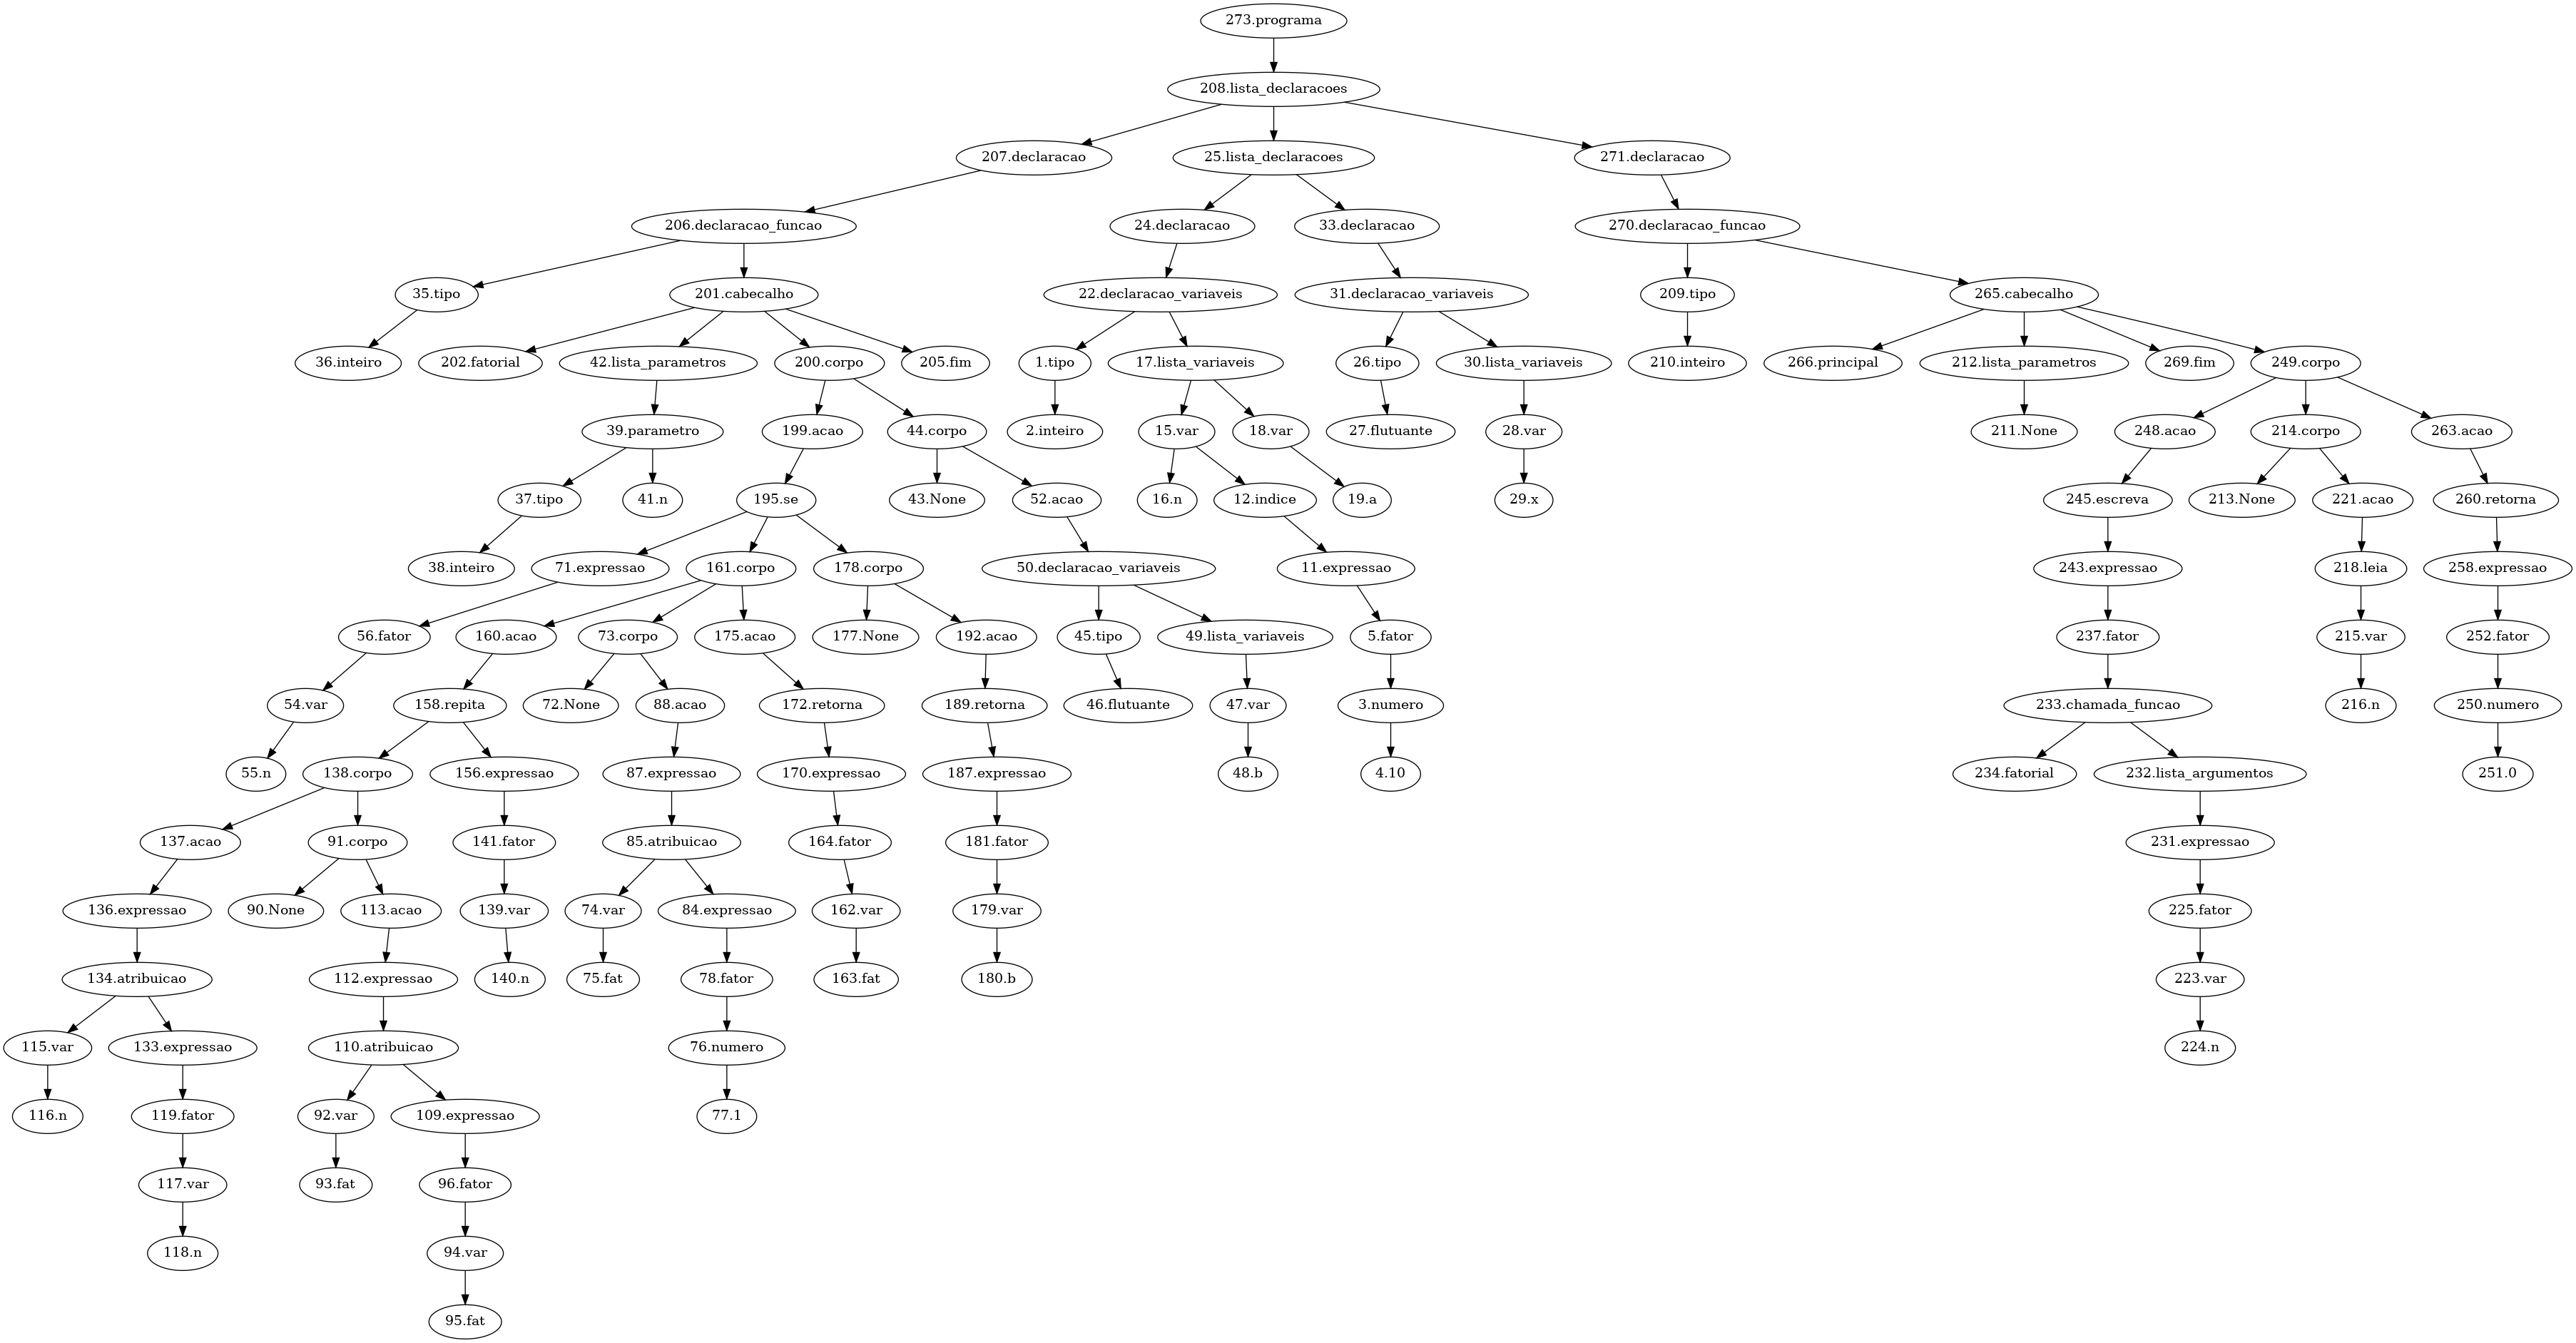 273.programa
208.lista_declaracoes
207.declaracao 25.lista_declaracoes 271.declaracao
206.declaracao_funcao 24.declaracao 33.declaracao 270.declaracao_funcao
35.tipo 201.cabecalho 22.declaracao_variaveis 31.declaracao_variaveis 209.tipo 265.cabecalho
36.inteiro 202.fatorial 42.lista_parametros 200.corpo 205.fim 1.tipo 17.lista_variaveis 26.tipo 30.lista_variaveis 210.inteiro 266.principal 212.lista_parametros 269.fim 249.corpo
39.parametro 199.acao 44.corpo 2.inteiro 15.var 18.var 27.flutuante 28.var 211.None 248.acao 214.corpo 263.acao
37.tipo 41.n 195.se 43.None 52.acao 16.n 12.indice 19.a 29.x 245.escreva 213.None 221.acao 260.retorna
38.inteiro 71.expressao 161.corpo 178.corpo 50.declaracao_variaveis 11.expressao 243.expressao 218.leia 258.expressao
56.fator 160.acao 73.corpo 175.acao 177.None 192.acao 45.tipo 49.lista_variaveis 5.fator 237.fator 215.var 252.fator
54.var 158.repita 72.None 88.acao 172.retorna 189.retorna 46.flutuante 47.var 3.numero 233.chamada_funcao 216.n 250.numero
55.n 138.corpo 156.expressao 87.expressao 170.expressao 187.expressao 48.b 4.10 234.fatorial 232.lista_argumentos 251.0
137.acao 91.corpo 141.fator 85.atribuicao 164.fator 181.fator 231.expressao
136.expressao 90.None 113.acao 139.var 74.var 84.expressao 162.var 179.var 225.fator
134.atribuicao 112.expressao 140.n 75.fat 78.fator 163.fat 180.b 223.var
115.var 133.expressao 110.atribuicao 76.numero 224.n
116.n 119.fator 92.var 109.expressao 77.1
117.var 93.fat 96.fator
118.n 94.var
95.fat